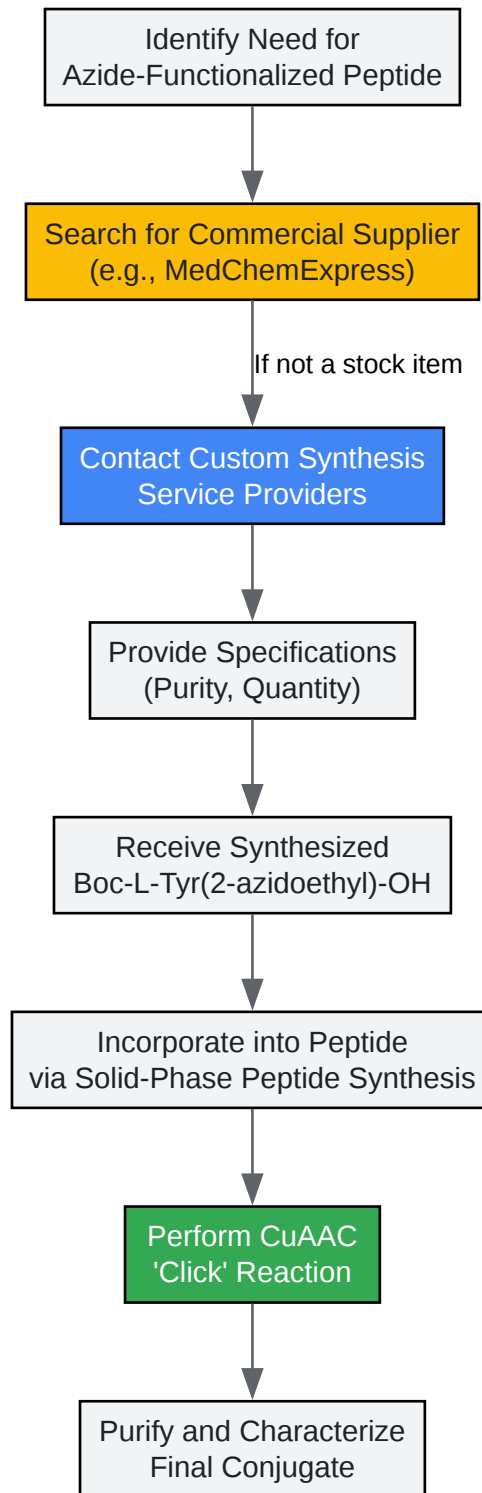 Identify Need for
Azide-Functionalized Peptide
Search for Commercial Supplier
(e.g., MedChemExpress)
If not a stock item
Contact Custom Synthesis
Service Providers
Provide Specifications
(Purity, Quantity)
Receive Synthesized
Boc-L-Tyr(2-azidoethyl)-OH
Incorporate into Peptide
via Solid-Phase Peptide Synthesis
Perform CuAAC
'Click' Reaction
Purify and Characterize
Final Conjugate